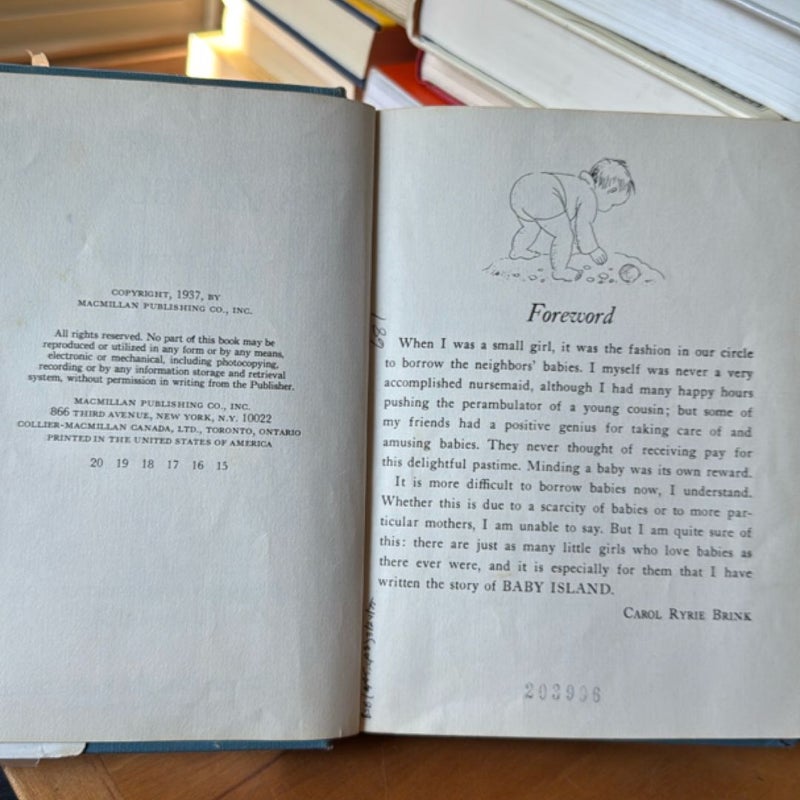 COPYRIGHT, 1937, BY
MACMILLAN PUBLISHING CO., INC.
All rights reserved. No part of this book may be
reproduced or utilized in any form or by any means,
electronic or mechanical, including photocopying,
recording or by any information storage and retrieval
system, without permission in writing from the Publisher.
MACMILLAN PUBLISHING CO., INC.
866 THIRD AVENUE, NEW YORK, N.Y. 10022
COLLIER-MACMILLAN CANADA, LTD., TORONTO, ONTARIO
PRINTED IN THE UNITED STATES OF AMERICA
20 19 18 17 16 15
Foreword
When I was a small girl, it was the fashion in our circle
to borrow the neighbors' babies. I myself was never a very
accomplished nursemaid, although I had many happy hours
pushing the perambulator of a young cousin; but some of
my friends had a positive genius for taking care of and
amusing babies. They never thought of receiving pay for
this delightful pastime. Minding a baby was its own reward.
It is more difficult to borrow babies now, I understand.
Whether this is due to a scarcity of babies or to more par-
ticular mothers, I am unable to say. But I am quite sure of
this: there are just as many little girls who love babies as
there ever were, and it is especially for them that I have
written the story of BABY ISLAND.
CAROL RYRIE BRINK
203906